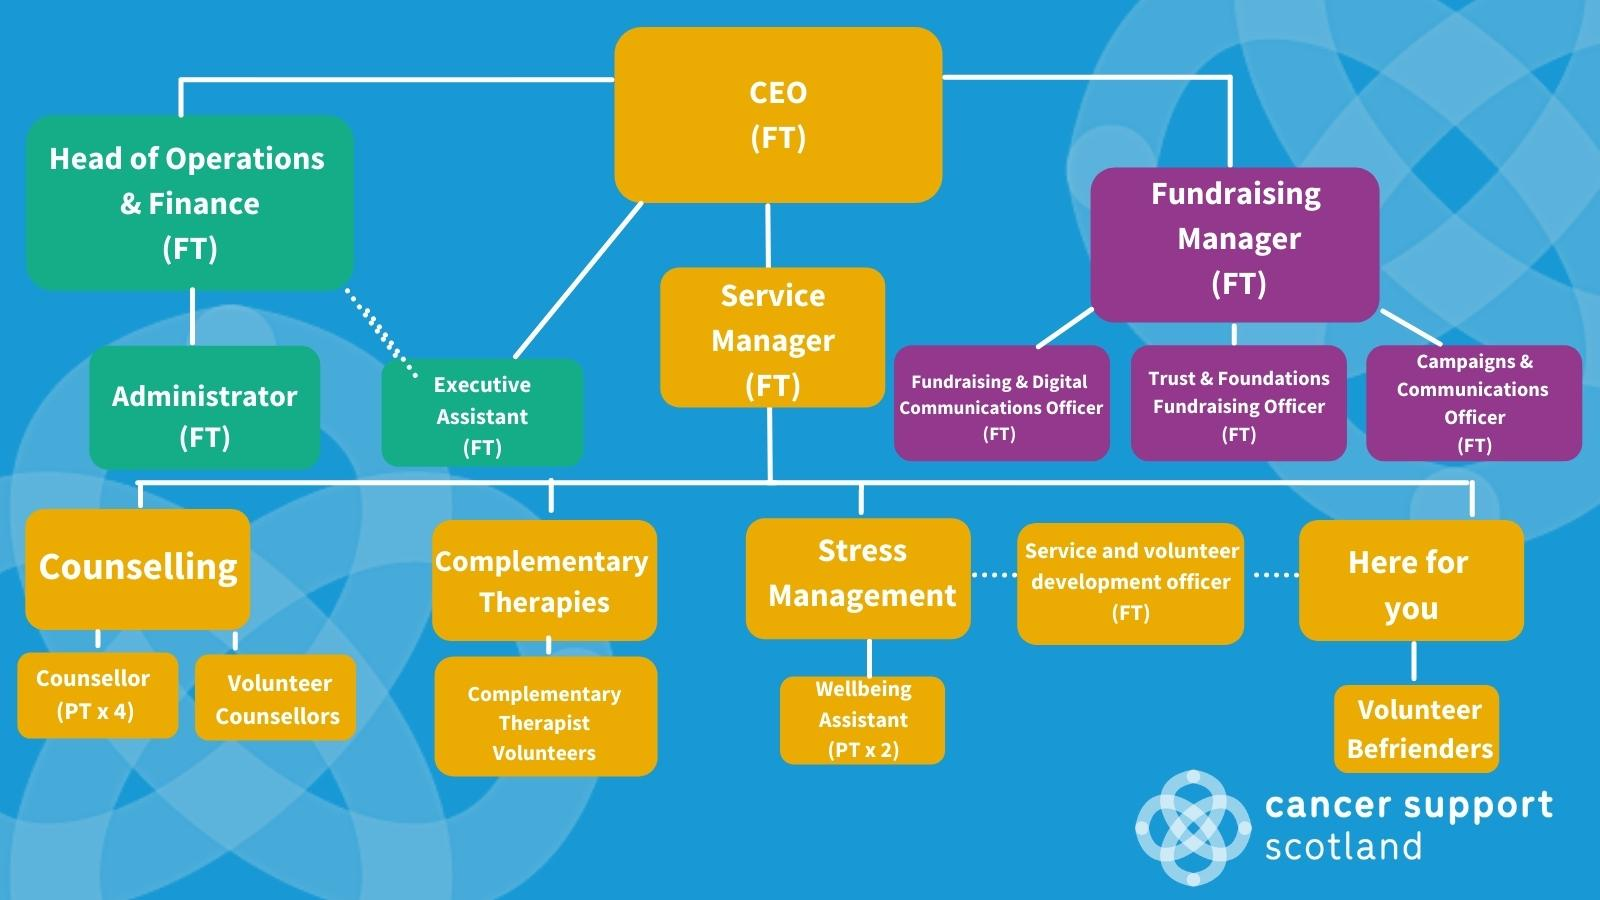 CEO
(FT)
Head of Operations
& Finance
(FT)
Fundraising
Manager
(FT)
Service
Manager
(FT)
Administrator
(FT)
Executive
Assistant
(FT)
Fundraising & Digital
Communications Officer
(FT)
Trust & Foundations
Fundraising Officer
(FT)
Campaigns &
Communications
Officer
(FT)
Counselling
Complementary
Therapies
Stress
Management
Service and volunteer
development officer
(FT)
Here for
you
Counsellor
(PT x 4)
Volunteer
Counsellors
Complementary
Therapist
Volunteers
Wellbeing
Assistant
(PT x 2)
Volunteer
Befrienders
cancer support
scotland